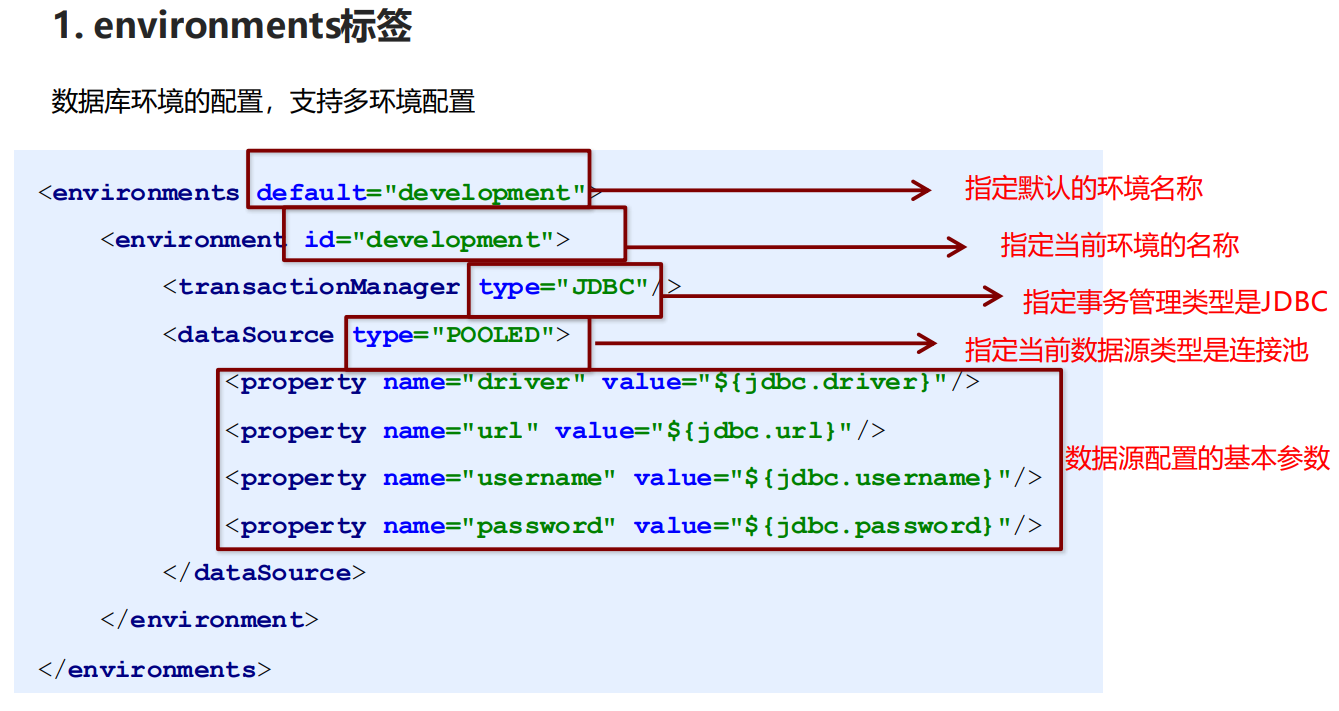 1. environments标签
数据库环境的配置，支持多环境配置
<environments default="development">
指定默认的环境名称
<environment id="development">
指定当前环境的名称
<transactionManager type="JDBC"/>
指定事务管理类型是JDBC
<dataSource type="POOLED">
指定当前数据源类型是连接池
<property name="driver" value="${jdbc.driver}"/>
<property name="url" value="${jdbc.url}"/>
数据源配置的基本参数
<property name="username" value="${jdbc.username}"/>
<property name="password" value="${jdbc.password}"/>
</dataSource>
</environment>
</environments>